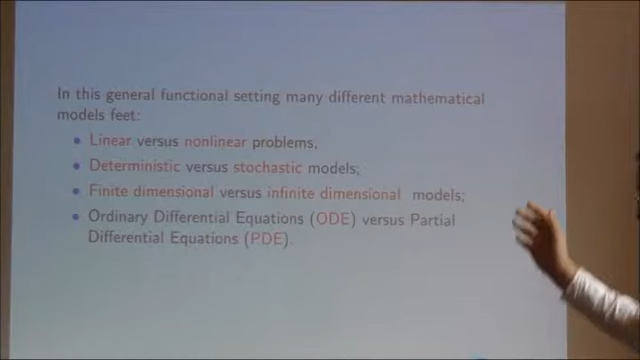 In this general functional setting many different mathematical
models feet:
• Linear versus nonlinear problems,
• Deterministic versus stochastic models;
• Finite dimensional versus infinite dimensional models;
• Ordinary Differential Equations (ODE) versus Partial
Differential Equations (PDE).